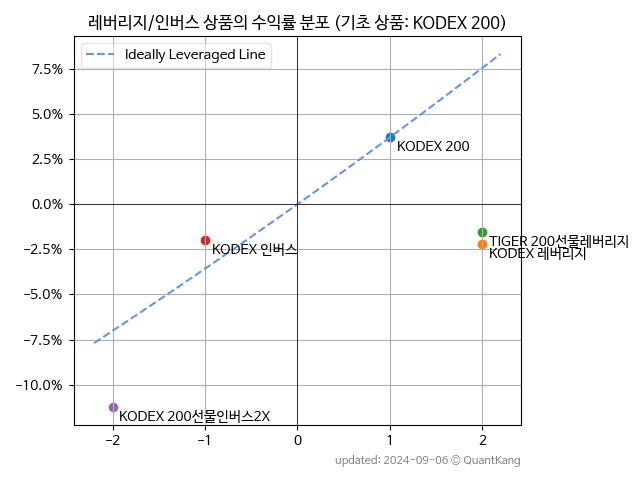 레버리지/인버스 상품의 수익률 분포 (기초 상품: KODEX 200)
Ideally Leveraged Line
7.5%
5.0%
2.5%
0.0%
−2.5%
−5.0%
−7.5%
−10.0%
KODEX 200
TIGER 200선물레버리지
KODEX 레버리지
KODEX 인버스
KODEX 200선물인버스2X
−2
−1
0
1
2
updated: 2024-09-06 © QuantKang